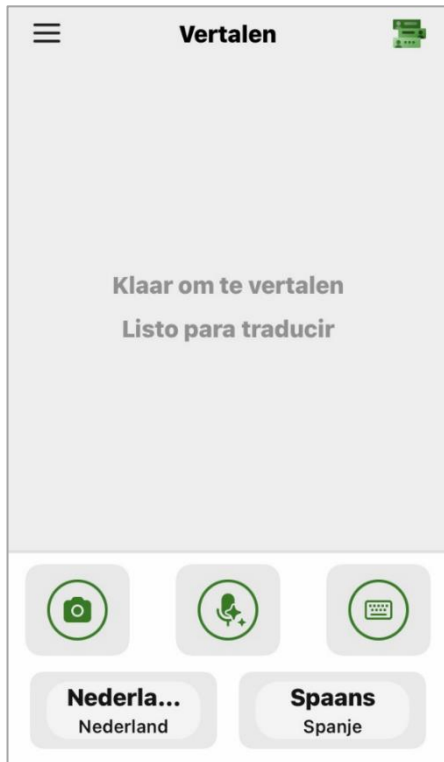 Vertalen
Klaar om te vertalen
Listo para traducir
Nederla...
Nederland
Spaans
Spanje